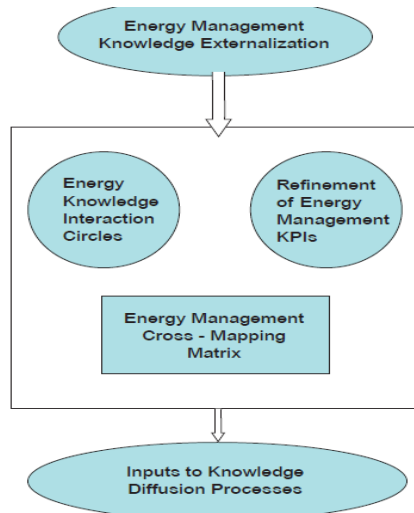 Energy Management
Knowledge Externalization
Energy
Knowledge
Interaction
Circles
Refinement
of Energy
Management
KPIs
Energy Management
Cross - Mapping
Matrix
Inputs to Knowledge
Diffusion Processes